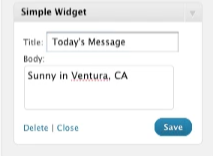 Simple Widget
Title: Today's Message
Body:
Sunny in Ventura, CA
Delete | Close
Save